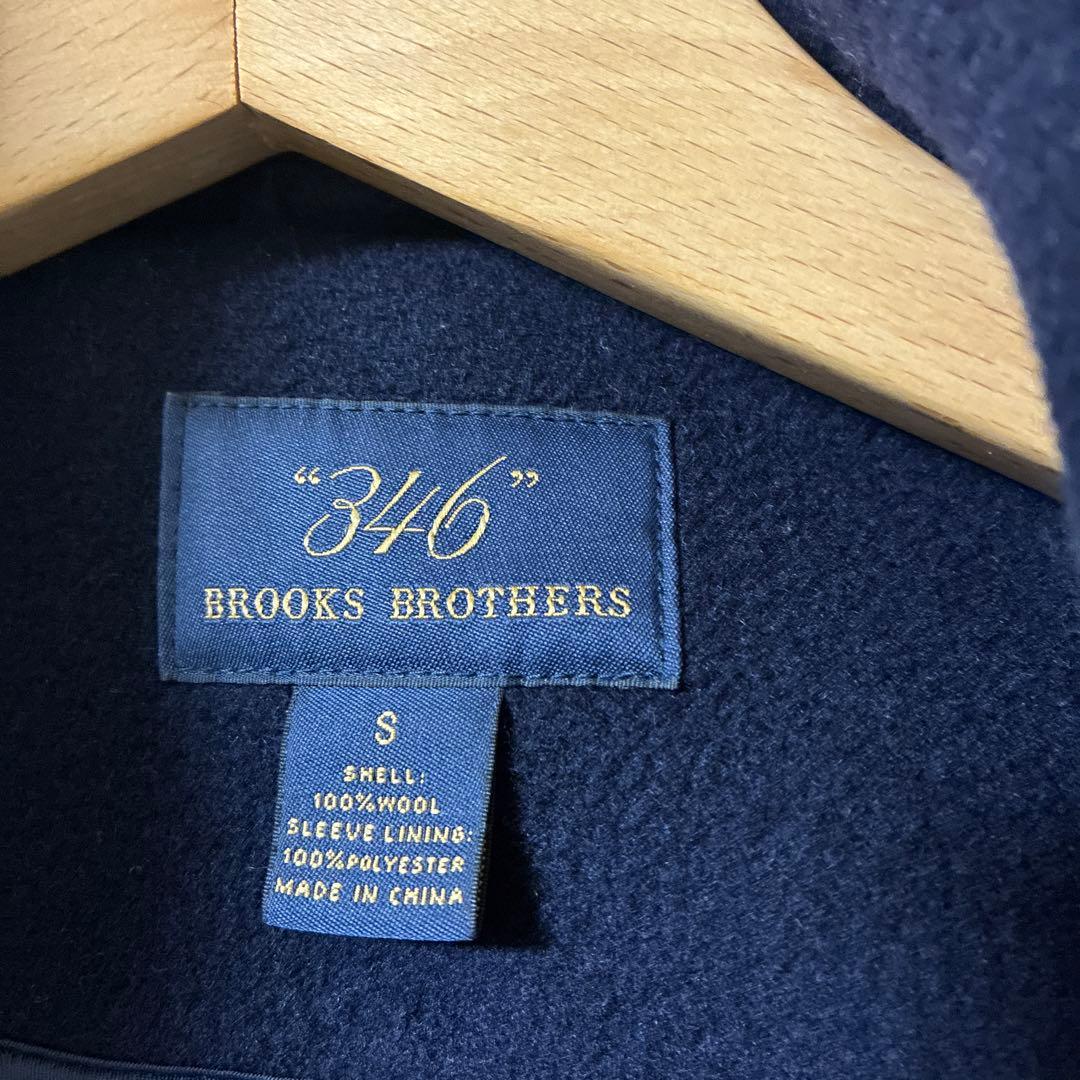 “346”
BROOKS BROTHERS
S
SHELL:
100%WOOL
SLEEVE LINING:
100%POLYESTER
MADE IN CHINA